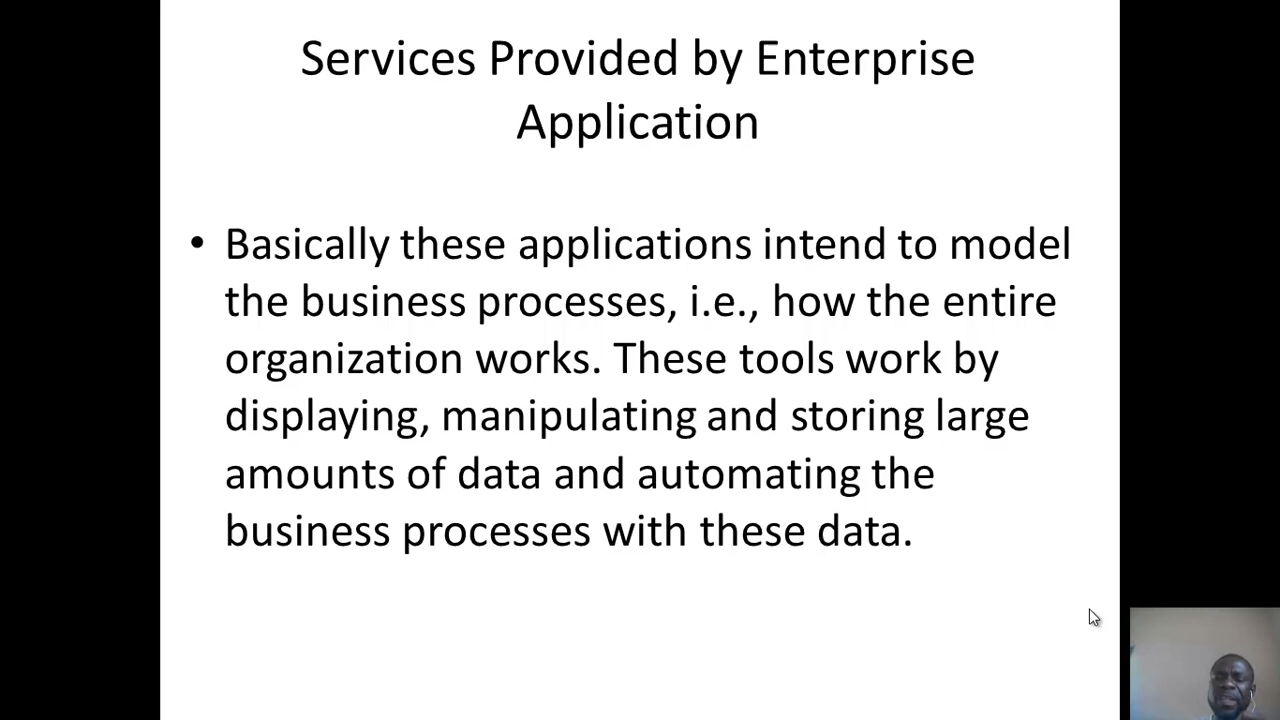 Services Provided by Enterprise
Application
• Basically these applications intend to model
the business processes, i.e., how the entire
organization works. These tools work by
displaying, manipulating and storing large
amounts of data and automating the
business processes with these data.